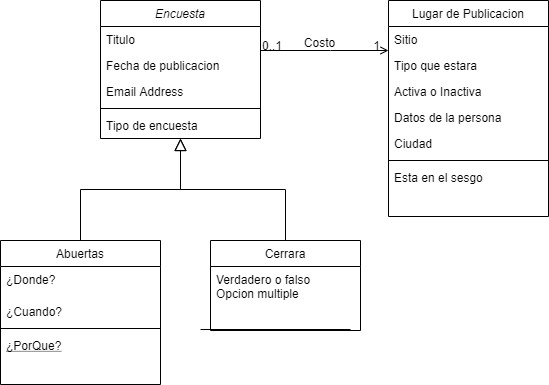 Encuesta
Titulo
Fecha de publicacion
Email Address
Tipo de encuesta
0..1
Costo
1
Lugar de Publicacion
Sitio
Tipo que estara
Activa o Inactiva
Datos de la persona
Ciudad
Esta en el sesgo
Abuertas
¿Donde?
¿Cuando?
¿PorQue?
Cerrara
Verdadero o falso
Opcion multiple